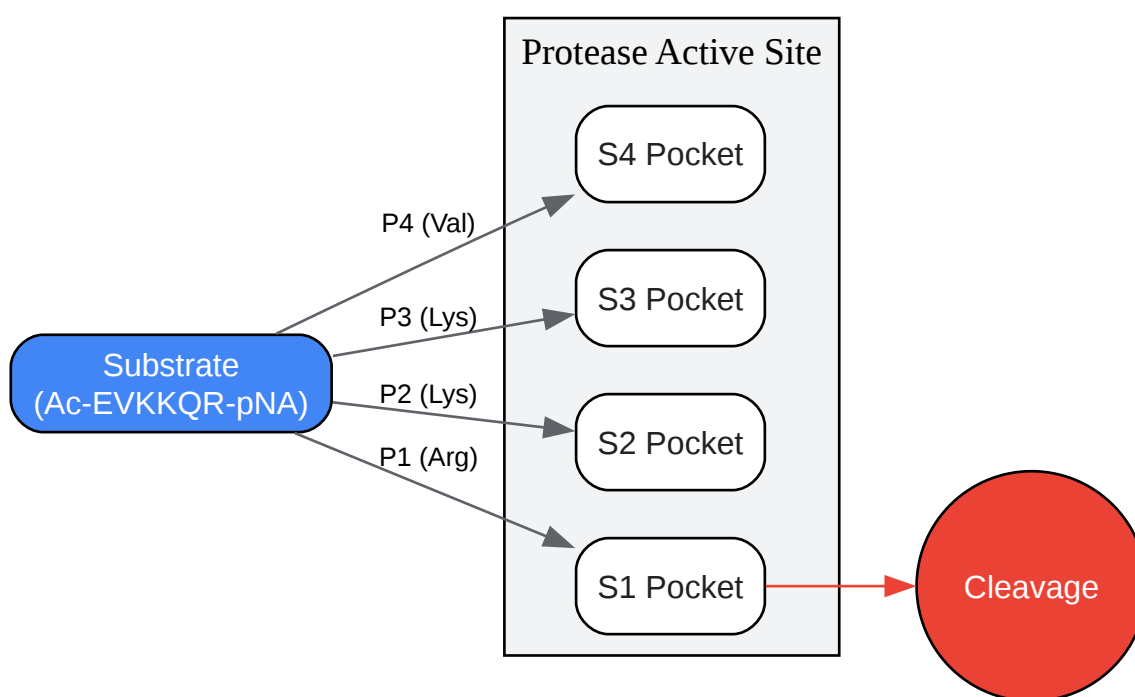 Protease Active Site
S4 Pocket
P4 (Val)
S3 Pocket
P3 (Lys)
Substrate
(Ac-EVKKQR-pNA)
P2 (Lys)
S2 Pocket
P1 (Arg)
S1 Pocket
Cleavage